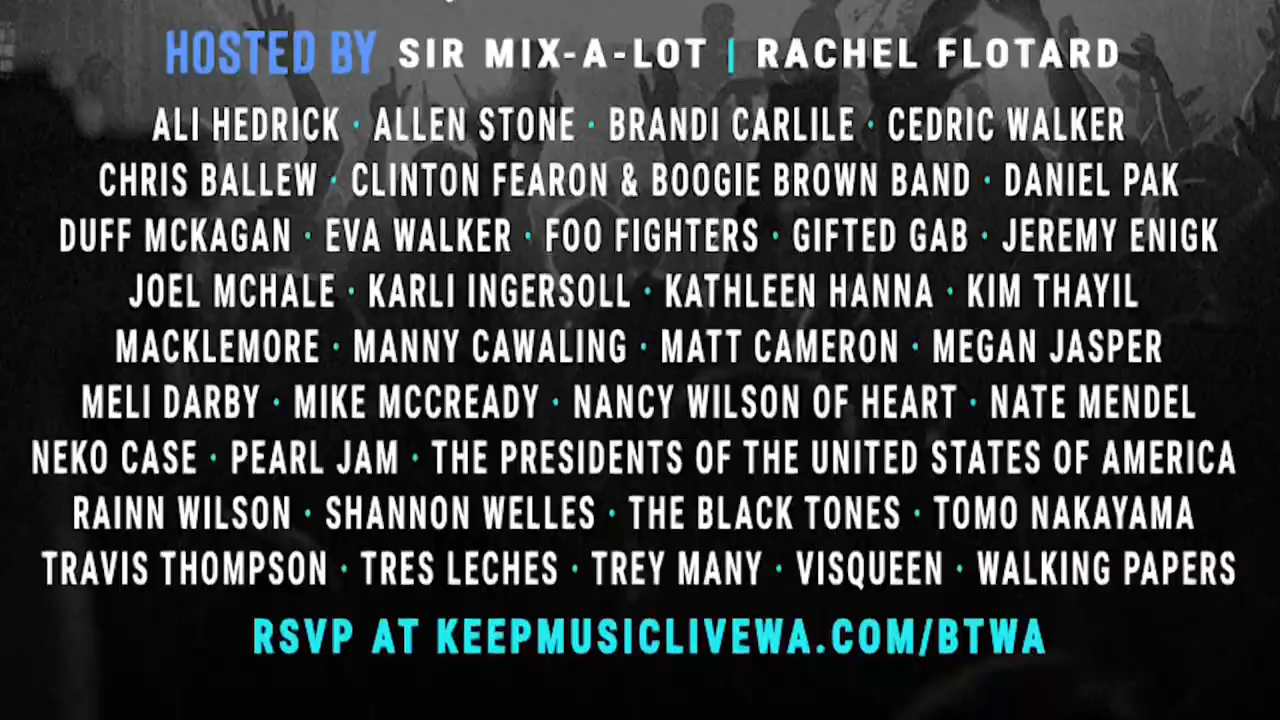 HOSTED BY SIR MIX-A-LOT | RACHEL FLOTARD
ALI HEDRICK · ALLEN STONE · BRANDI CARLILE · CEDRIC WALKER
CHRIS BALLEW · CLINTON FEARON & BOOGIE BROWN BAND · DANIEL PAK
DUFF MCKAGAN · EVA WALKER · FOO FIGHTERS · GIFTED GAB · JEREMY ENIGK
JOEL MCHALE · KARLI INGERSOLL · KATHLEEN HANNA · KIM THAYIL
MACKLEMORE · MANNY CAWALING · MATT CAMERON · MEGAN JASPER
MELI DARBY · MIKE MCCREADY · NANCY WILSON OF HEART · NATE MENDEL
NEKO CASE · PEARL JAM · THE PRESIDENTS OF THE UNITED STATES OF AMERICA
RAINN WILSON · SHANNON WELLES · THE BLACK TONES · TOMO NAKAYAMA
TRAVIS THOMPSON · TRES LECHES · TREY MANY · VISQUEEN · WALKING PAPERS
RSVP AT KEEPMUSICLIVEWA.COM/BTWA